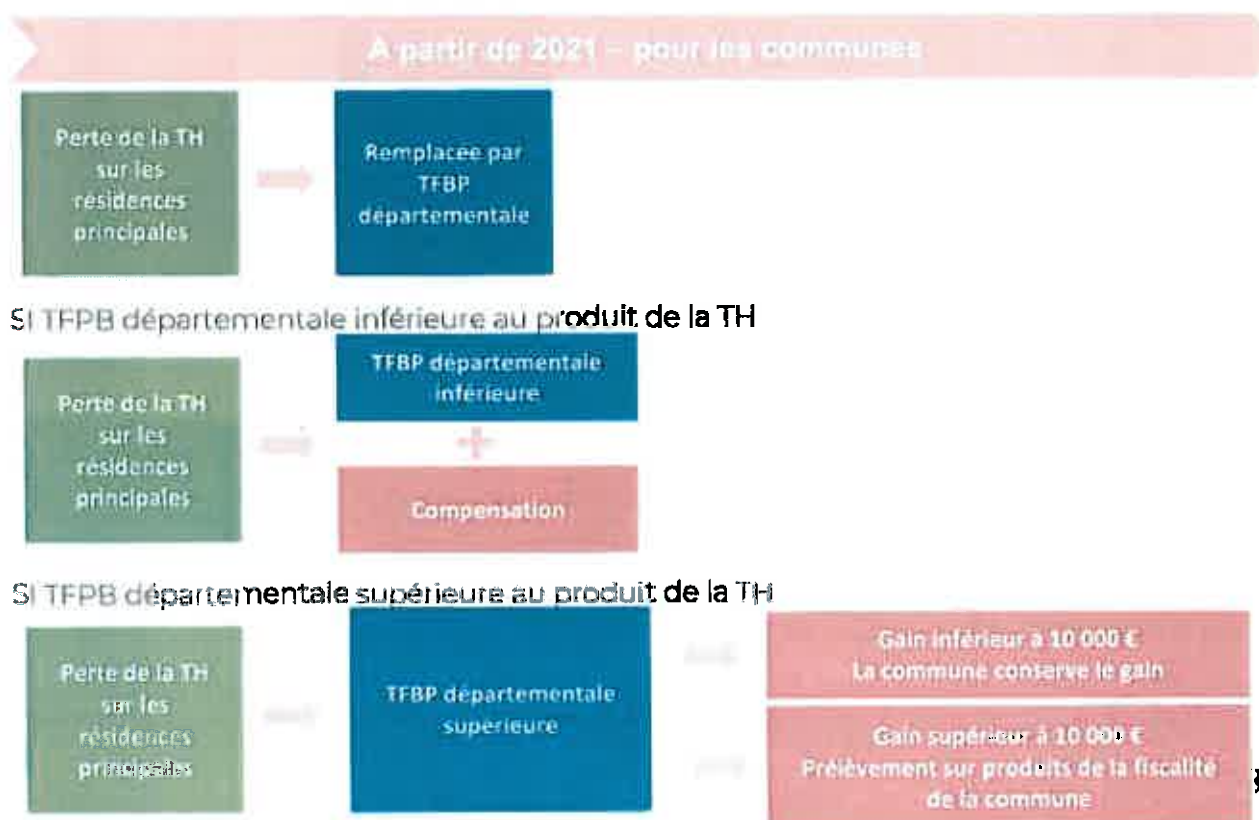 A partir de 2021 – pour les communes
Perte de la TH
sur les
résidences
principales
Remplacée par
TFBP
départementale
SI TFPB départementale inférieure au produit de la TH
Perte de la TH
sur les
résidences
principales
TFBP départementale
inférieure
+
Compensation
SI TFPB départementale supérieure au produit de la TH
Perte de la TH
sur les
résidences
principales
TFBP départementale
supérieure
Gain inférieur à 10 000 €
La commune conserve le gain
Gain supérieur à 10 000 €
Prélèvement sur produits de la fiscalité
de la commune